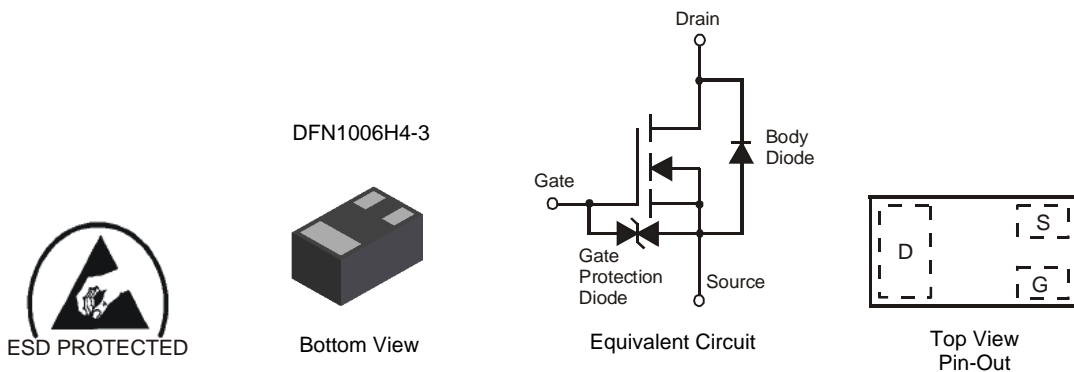 ESD PROTECTED
DFN1006H4-3
Bottom View
Drain
Body
Diode
Gate
Gate
Protection
Diode
Source
Equivalent Circuit
D
S
G
Top View
Pin-Out